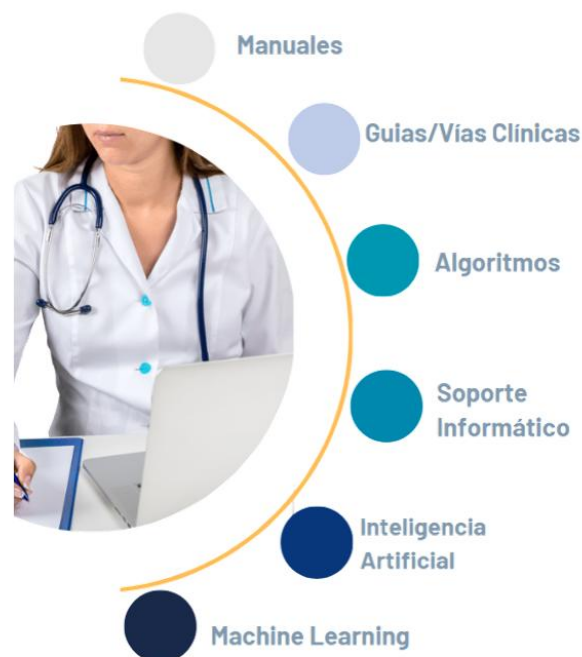 Manuales
Guias/Vías Clínicas
Algoritmos
Soporte
Informático
Inteligencia
Artificial
Machine Learning